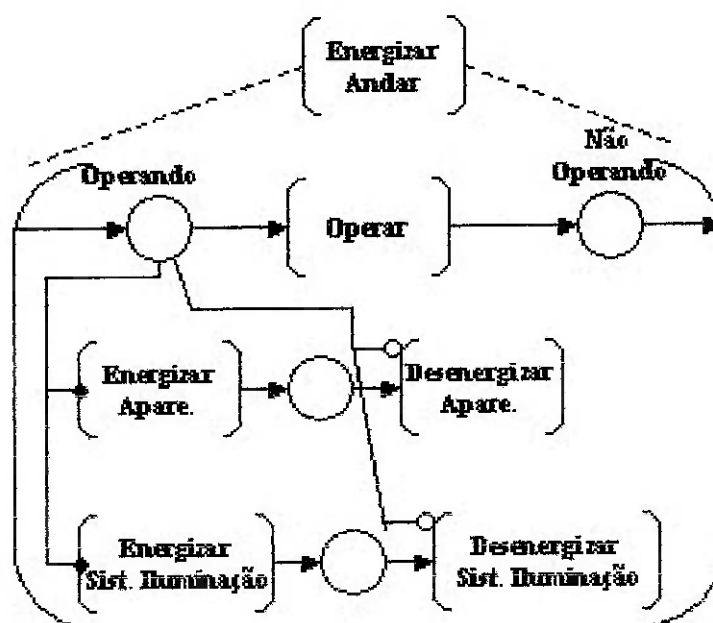 Energizar
Andar
Operando
Não
Operando
Operar
Energizar
Apare.
Desenergizar
Apare.
Energizar
Sist. Iluminação
Desenergizar
Sist. Iluminação